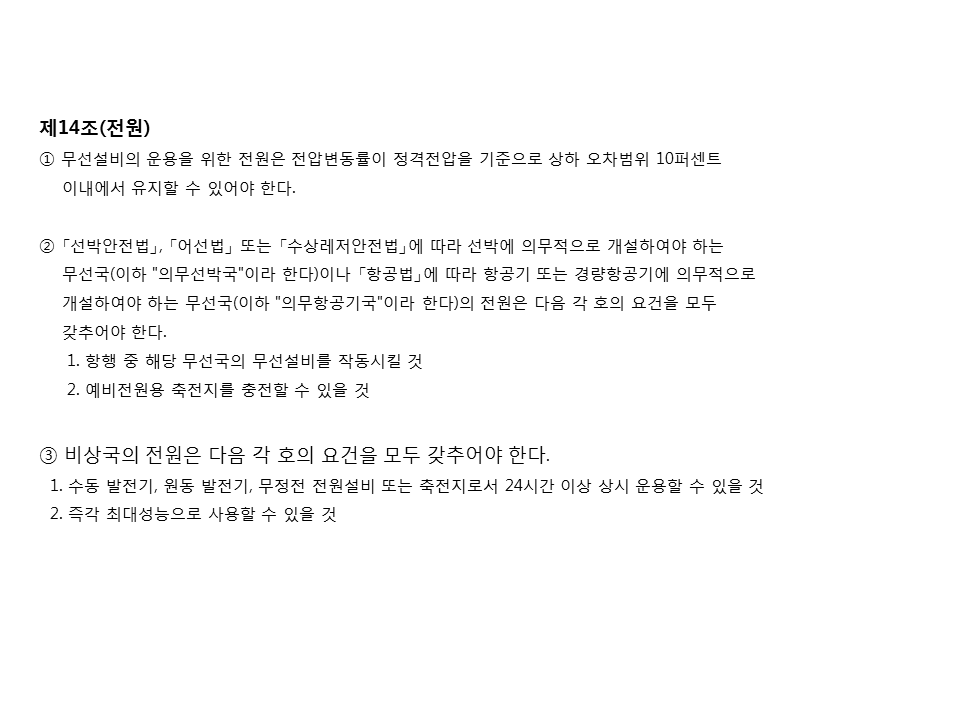 제14조(전원)
① 무선설비의 운용을 위한 전원은 전압변동률이 정격전압을 기준으로 상하 오차범위 10퍼센트
이내에서 유지할 수 있어야 한다.
② ｢선박안전법｣, ｢어선법｣ 또는 ｢수상레저안전법｣에 따라 선박에 의무적으로 개설하여야 하는
무선국(이하 "의무선박국"이라 한다)이나 ｢항공법｣에 따라 항공기 또는 경량항공기에 의무적으로
개설하여야 하는 무선국(이하 "의무항공기국"이라 한다)의 전원은 다음 각 호의 요건을 모두
갖추어야 한다.
1. 항행 중 해당 무선국의 무선설비를 작동시킬 것
2. 예비전원용 축전지를 충전할 수 있을 것
③ 비상국의 전원은 다음 각 호의 요건을 모두 갖추어야 한다.
1. 수동 발전기, 원동 발전기, 무정전 전원설비 또는 축전지로서 24시간 이상 상시 운용할 수 있을 것
2. 즉각 최대성능으로 사용할 수 있을 것